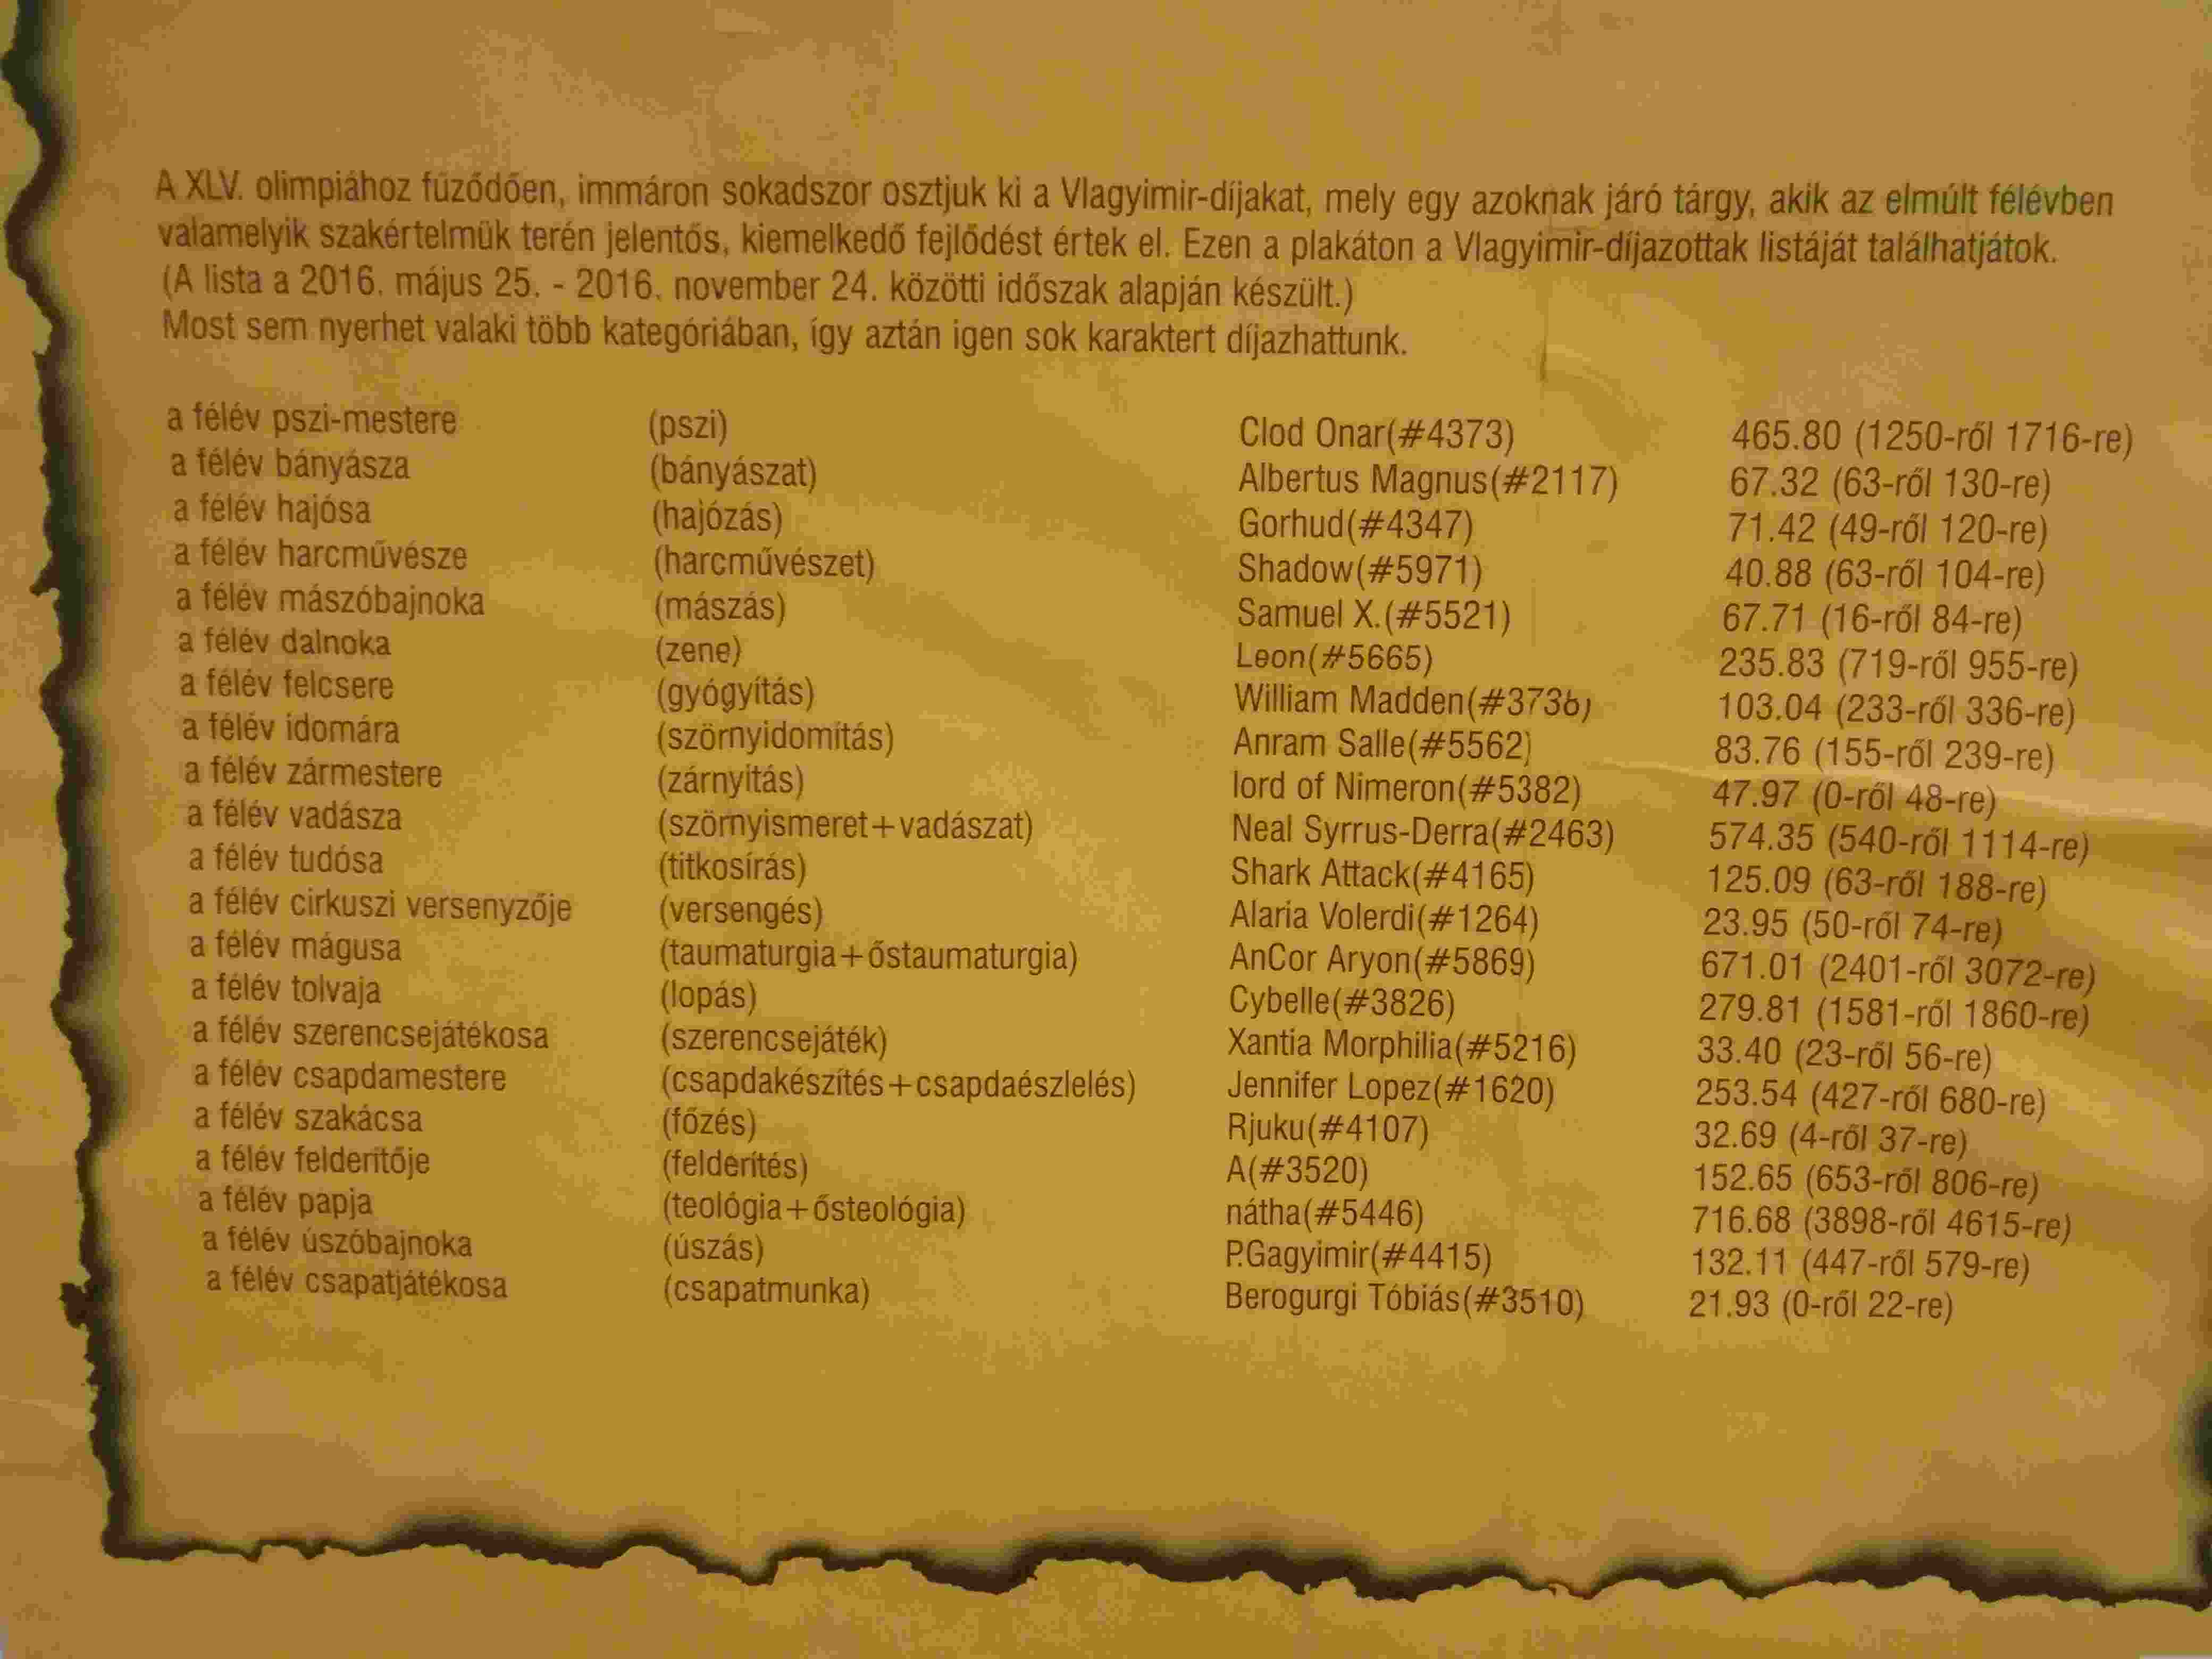 A XLV. olimpiához fűződően, immáron sokadszor osztjuk ki a Vlagyimir-díjakat, mely egy azoknak járó tárgy, akik az elmúlt félévben
valamelyik szakértelmük terén jelentős, kiemelkedő fejlődést értek el. Ezen a plakáton a Vlagyimir-díjazottak listáját találhatjátok.
(A lista a 2016. május 25. - 2016. november 24. közötti időszak alapján készült.)
Most sem nyerhet valaki több kategóriában, így aztán igen sok karaktert díjazhattunk.
a félév pszi-mestere (pszi) Clod Onar(#4373) 465.80 (1250-ről 1716-re)
a félév bányásza (bányászat) Albertus Magnus(#2117) 67.32 (63-ről 130-re)
a félév hajósa (hajózás) Gorhud(#4347) 71.42 (49-ről 120-re)
a félév harcművésze (harcművészet) Shadow(#5971) 40.88 (63-ről 104-re)
a félév mászóbajnoka (mászás) Samuel X.(#5521) 67.71 (16-ről 84-re)
a félév dalnoka (zene) Leon(#5665) 235.83 (719-ről 955-re)
a félév felcsere (gyógyítás) William Madden(#3736) 103.04 (233-ről 336-re)
a félév idomára (szörnyidomítás) Anram Salle(#5562) 83.76 (155-ről 239-re)
a félév zármestere (zárnyitás) lord of Nimeron(#5382) 47.97 (0-ről 48-re)
a félév vadásza (szörnyismeret+vadászat) Neal Syrrus-Derra(#2463) 574.35 (540-ről 1114-re)
a félév tudósa (titkosírás) Shark Attack(#4165) 125.09 (63-ről 188-re)
a félév cirkuszi versenyzője (versengés) Alaria Volerdi(#1264) 23.95 (50-ről 74-re)
a félév mágusa (taumaturgia+őstaumaturgia) AnCor Aryon(#5869) 671.01 (2401-ről 3072-re)
a félév tolvaja (lopás) Cybelle(#3826) 279.81 (1581-ről 1860-re)
a félév szerencsejátékosa (szerencsejáték) Xantia Morphilia(#5216) 33.40 (23-ről 56-re)
a félév csapdamestere (csapdakészítés+csapdaészlelés) Jennifer Lopez(#1620) 253.54 (427-ről 680-re)
a félév szakácsa (főzés) Rjuku(#4107) 32.69 (4-ről 37-re)
a félév felderítője (felderítés) A(#3520) 152.65 (653-ről 806-re)
a félév papja (teológia+ősteológia) nátha(#5446) 716.68 (3898-ről 4615-re)
a félév úszóbajnoka (úszás) P.Gagyimir(#4415) 132.11 (447-ről 579-re)
a félév csapatjátékosa (csapatmunka) Berogurgi Tóbiás(#3510) 21.93 (0-ről 22-re)